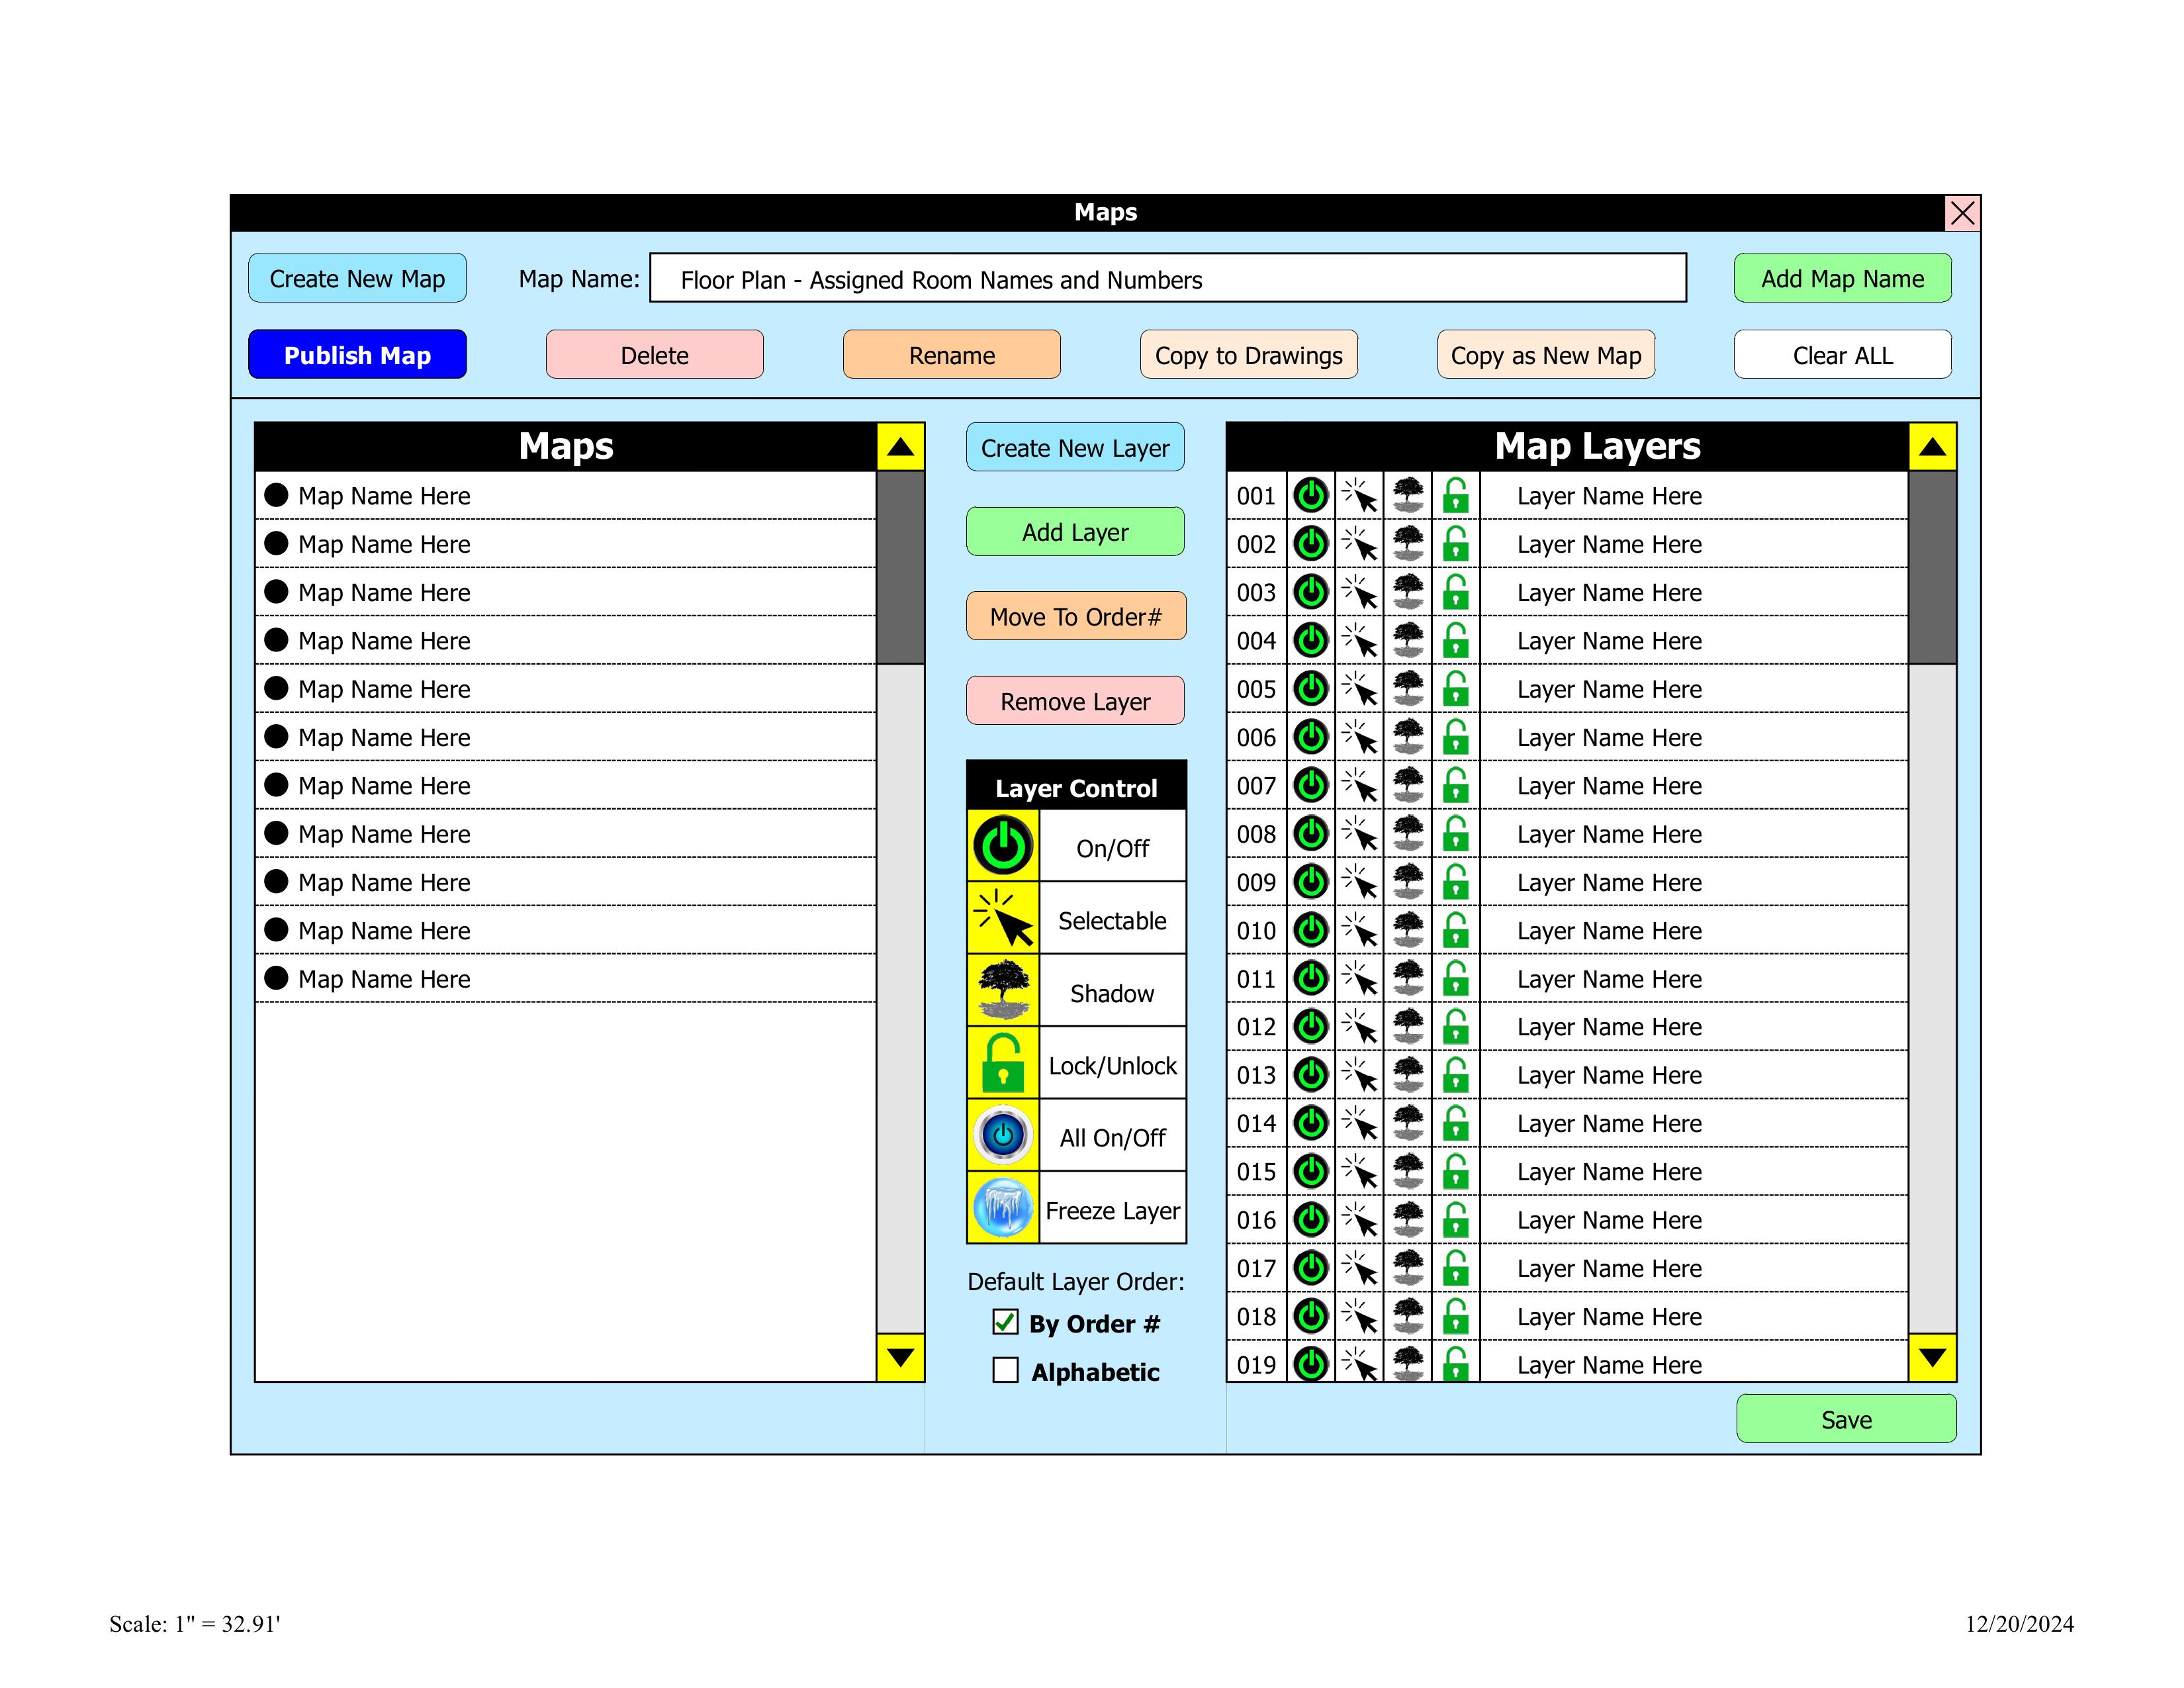 Maps
Create New Map
Map Name:
Floor Plan - Assigned Room Names and Numbers
Add Map Name
Publish Map
Delete
Rename
Copy to Drawings
Copy as New Map
Clear ALL
Maps
Map Name Here
Map Name Here
Map Name Here
Map Name Here
Map Name Here
Map Name Here
Map Name Here
Map Name Here
Map Name Here
Map Name Here
Map Name Here
Create New Layer
Add Layer
Move To Order#
Remove Layer
Layer Control
On/Off
Selectable
Shadow
Lock/Unlock
All On/Off
Freeze Layer
Default Layer Order:
By Order #
Alphabetic
Map Layers
001 Layer Name Here
002 Layer Name Here
003 Layer Name Here
004 Layer Name Here
005 Layer Name Here
006 Layer Name Here
007 Layer Name Here
008 Layer Name Here
009 Layer Name Here
010 Layer Name Here
011 Layer Name Here
012 Layer Name Here
013 Layer Name Here
014 Layer Name Here
015 Layer Name Here
016 Layer Name Here
017 Layer Name Here
018 Layer Name Here
019 Layer Name Here
Save
Scale: 1" = 32.91'
12/20/2024